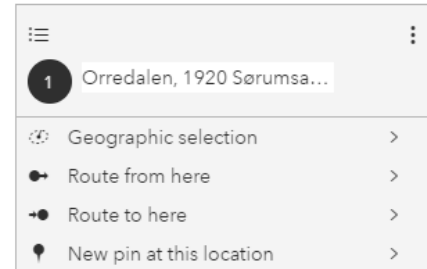 1 Orredalen, 1920 Sørumsa...
Geographic selection
Route from here
Route to here
New pin at this location